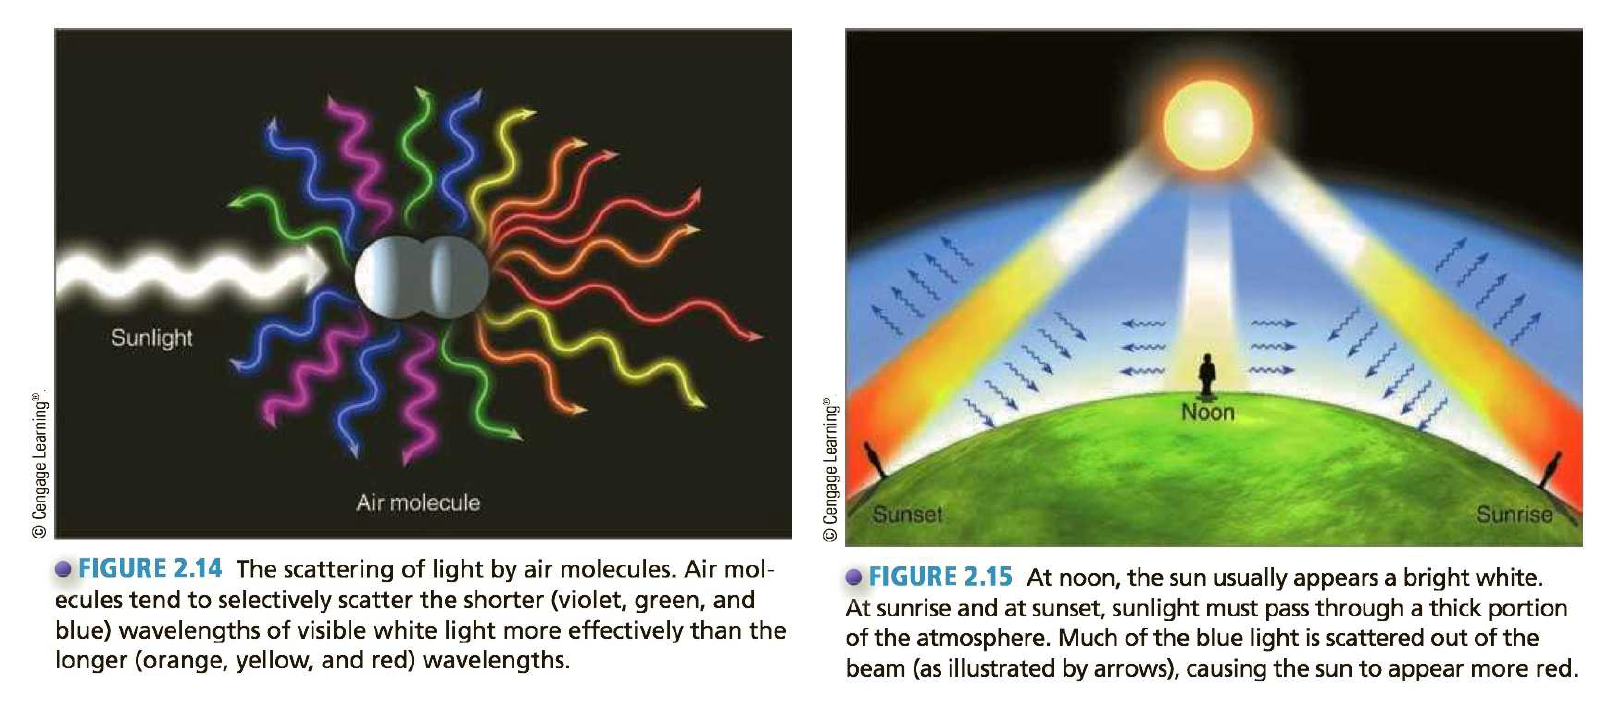 Sunlight
Air molecule
© Cengage Learning®.
● FIGURE 2.14 The scattering of light by air molecules. Air mol-
ecules tend to selectively scatter the shorter (violet, green, and
blue) wavelengths of visible white light more effectively than the
longer (orange, yellow, and red) wavelengths.
Noon
Sunset
Sunrise
© Cengage Learning®
● FIGURE 2.15 At noon, the sun usually appears a bright white.
At sunrise and at sunset, sunlight must pass through a thick portion
of the atmosphere. Much of the blue light is scattered out of the
beam (as illustrated by arrows), causing the sun to appear more red.